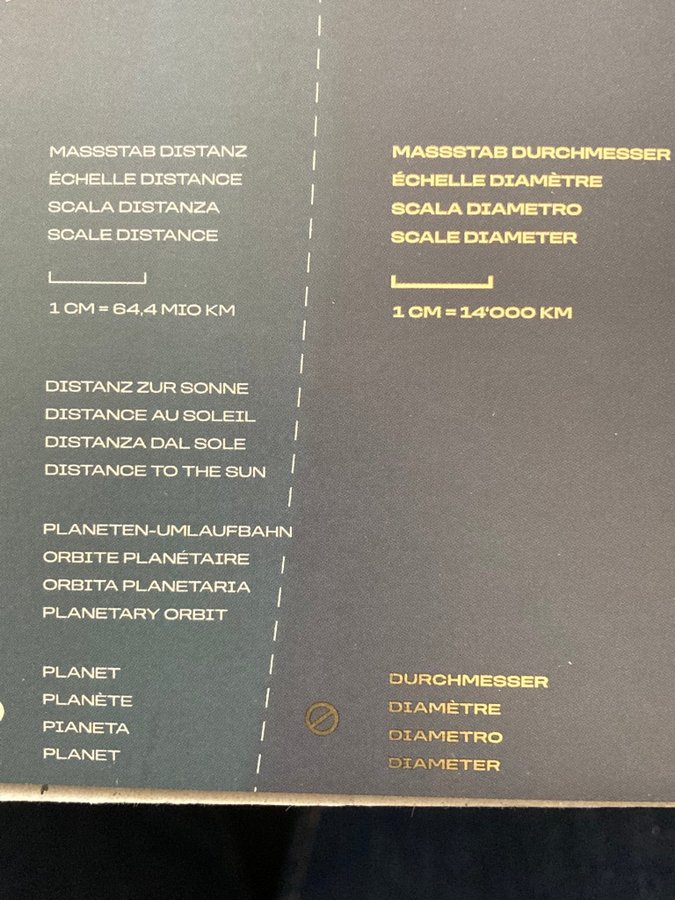 MASSSTAB DISTANZ
ÉCHELLE DISTANCE
SCALA DISTANZA
SCALE DISTANCE
1 CM = 64,4 MIO KM
DISTANZ ZUR SONNE
DISTANCE AU SOLEIL
DISTANZA DAL SOLE
DISTANCE TO THE SUN
PLANETEN-UMLAUFBAHN
ORBITE PLANÉTAIRE
ORBITA PLANETARIA
PLANETARY ORBIT
PLANET
PLANÈTE
PIANETA
PLANET
MASSSTAB DURCHMESSER
ÉCHELLE DIAMÈTRE
SCALA DIAMETRO
SCALE DIAMETER
1 CM = 14'000 KM
DURCHMESSER
DIAMÈTRE
DIAMETRO
DIAMETER